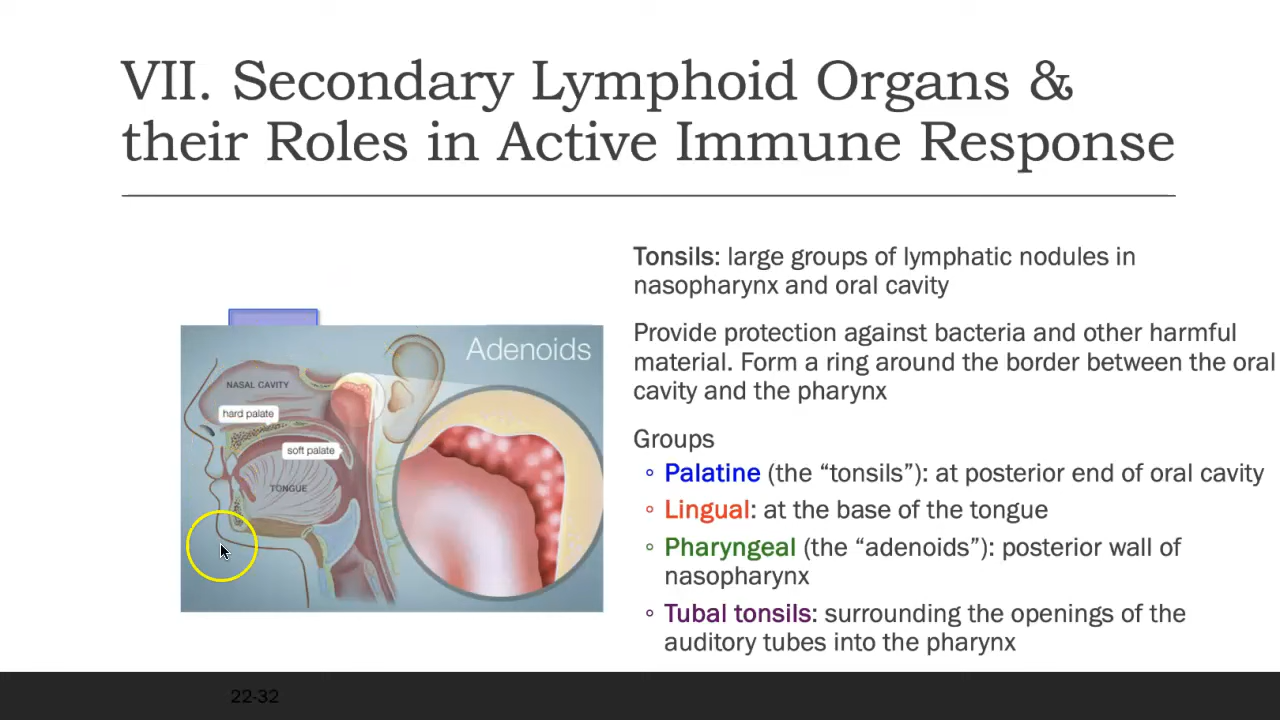 VII. Secondary Lymphoid Organs &
their Roles in Active Immune Response
Adenoids
NASAL CAVITY
hard palate
soft palate
TONGUE
Tonsils: large groups of lymphatic nodules in
nasopharynx and oral cavity
Provide protection against bacteria and other harmful
material. Form a ring around the border between the oral
cavity and the pharynx
Groups
◦ Palatine (the “tonsils”): at posterior end of oral cavity
◦ Lingual: at the base of the tongue
◦ Pharyngeal (the “adenoids”): posterior wall of
nasopharynx
◦ Tubal tonsils: surrounding the openings of the
auditory tubes into the pharynx
22-32